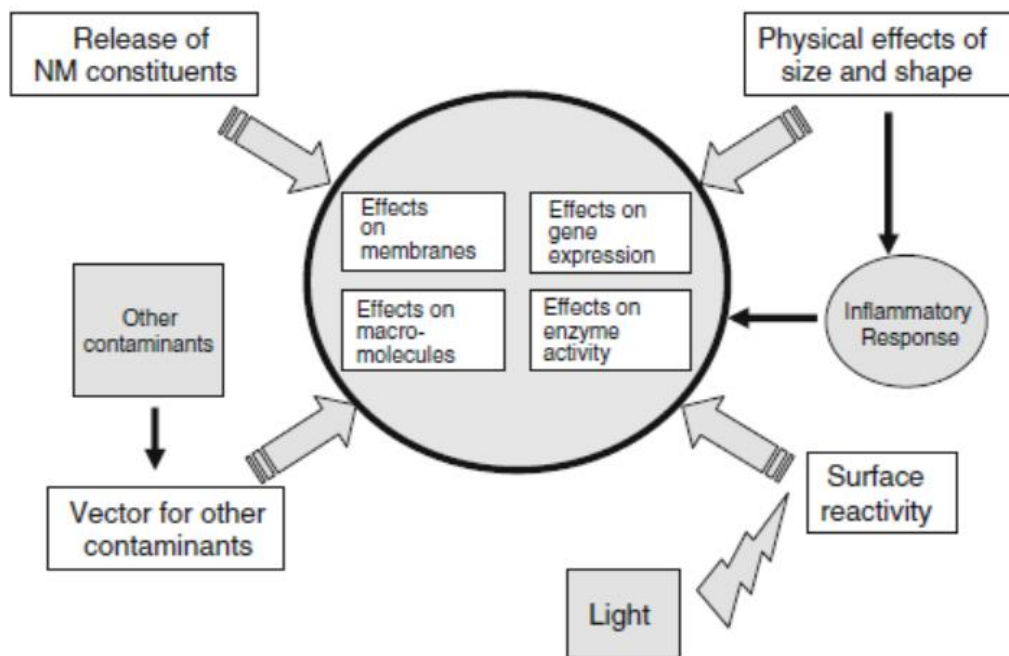 Release of
NM constituents
Physical effects of
size and shape
Effects
on
membranes
Effects on
gene
expression
Effects on
macro-
molecules
Effects on
enzyme
activity
Other
contaminants
Inflammatory
Response
Vector for other
contaminants
Surface
reactivity
Light